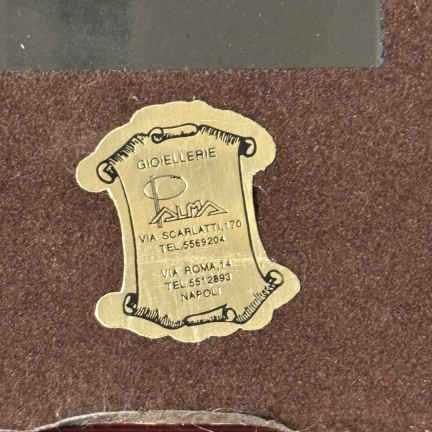 GIOIELLERIE
PALMA
VIA SCARLATTI,170
TEL.5569204
VIA ROMA,14
TEL.5512893
NAPOLI